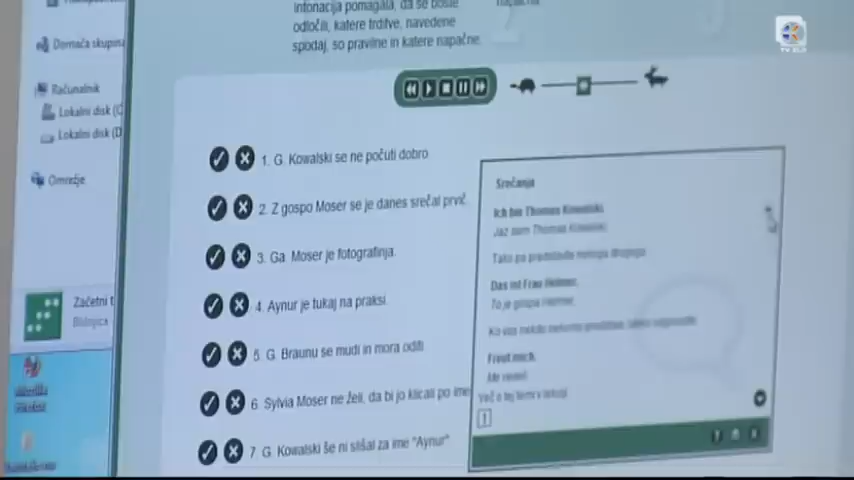 intonacija pomagala, da se boste
odločili, katere trditve, navedene
spodaj, so pravilne in katere napačne.
Domača skupina
Računalnik
Lokalni disk (C
Lokalni disk (D
Omrežje
Začetni t
1. G. Kowalski se ne počuti dobro.
2. Z gospo Moser se je danes srečal prvič.
3. Ga. Moser je fotografinja.
4. Aynur je tukaj na praksi.
5. G. Braunu se mudi in mora oditi.
6. Sylvia Moser ne želi, da bi jo klicali po ime
7. G. Kowalski še ni slišal za ime "Aynur".
Srečanja
Ich bin Thomas Kowalski.
Jaz sem Thomas Kowalski.
Das ist Frau Helmer.
To je gospa Helmer.
Freut mich.
Me veseli.
Več o tej temi v lekciji
1